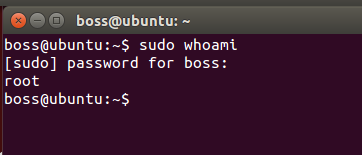 boss@ubuntu: ~
boss@ubuntu:~$ sudo whoami
[sudo] password for boss:
root
boss@ubuntu:~$